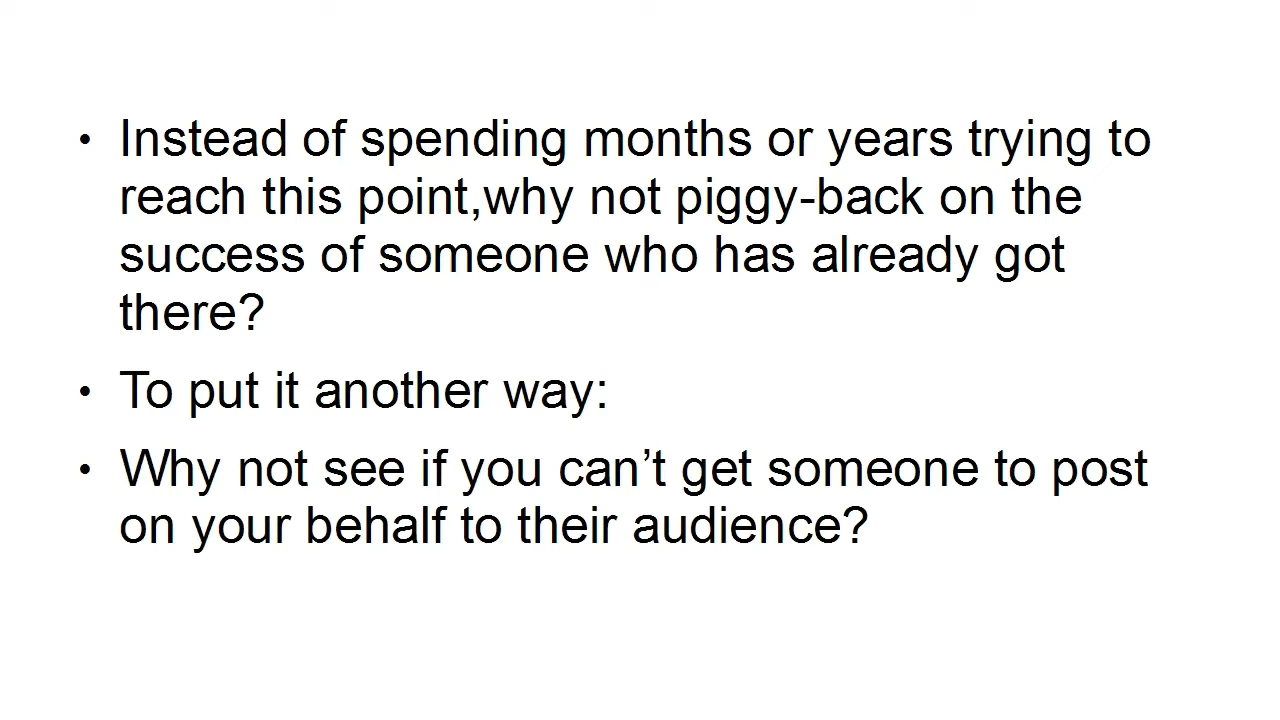 • Instead of spending months or years trying to
reach this point,why not piggy-back on the
success of someone who has already got
there?
• To put it another way:
• Why not see if you can’t get someone to post
on your behalf to their audience?